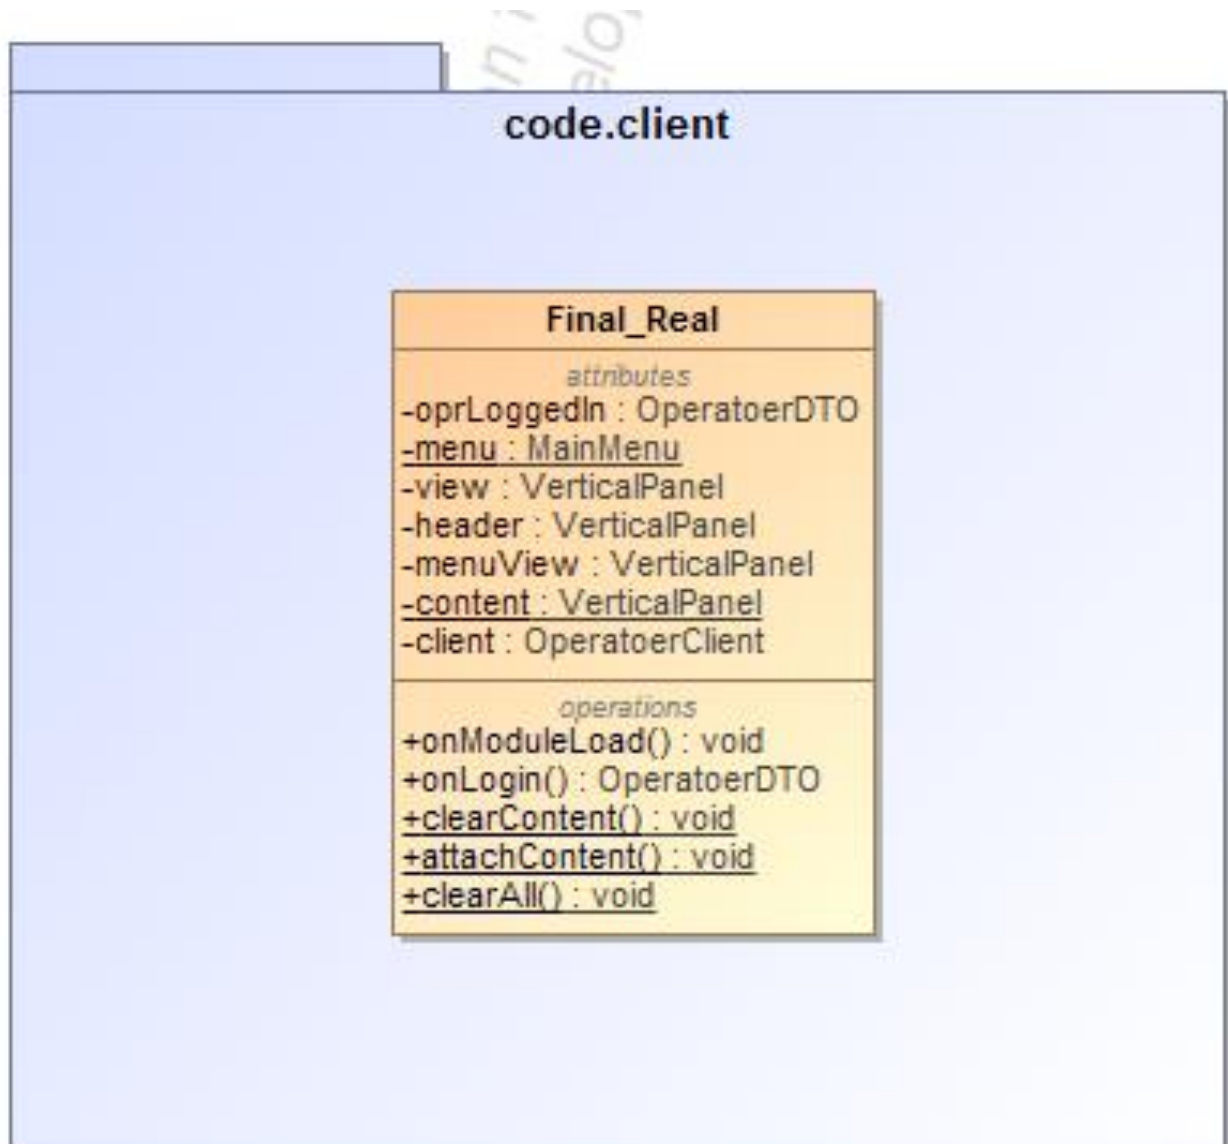 code.client
Final_Real
attributes
-oprLoggedIn : OperatoerDTO
-menu : MainMenu
-view : VerticalPanel
-header : VerticalPanel
-menuView : VerticalPanel
-content : VerticalPanel
-client : OperatoerClient
operations
+onModuleLoad() : void
+onLogin() : OperatoerDTO
+clearContent() : void
+attachContent() : void
+clearAll() : void